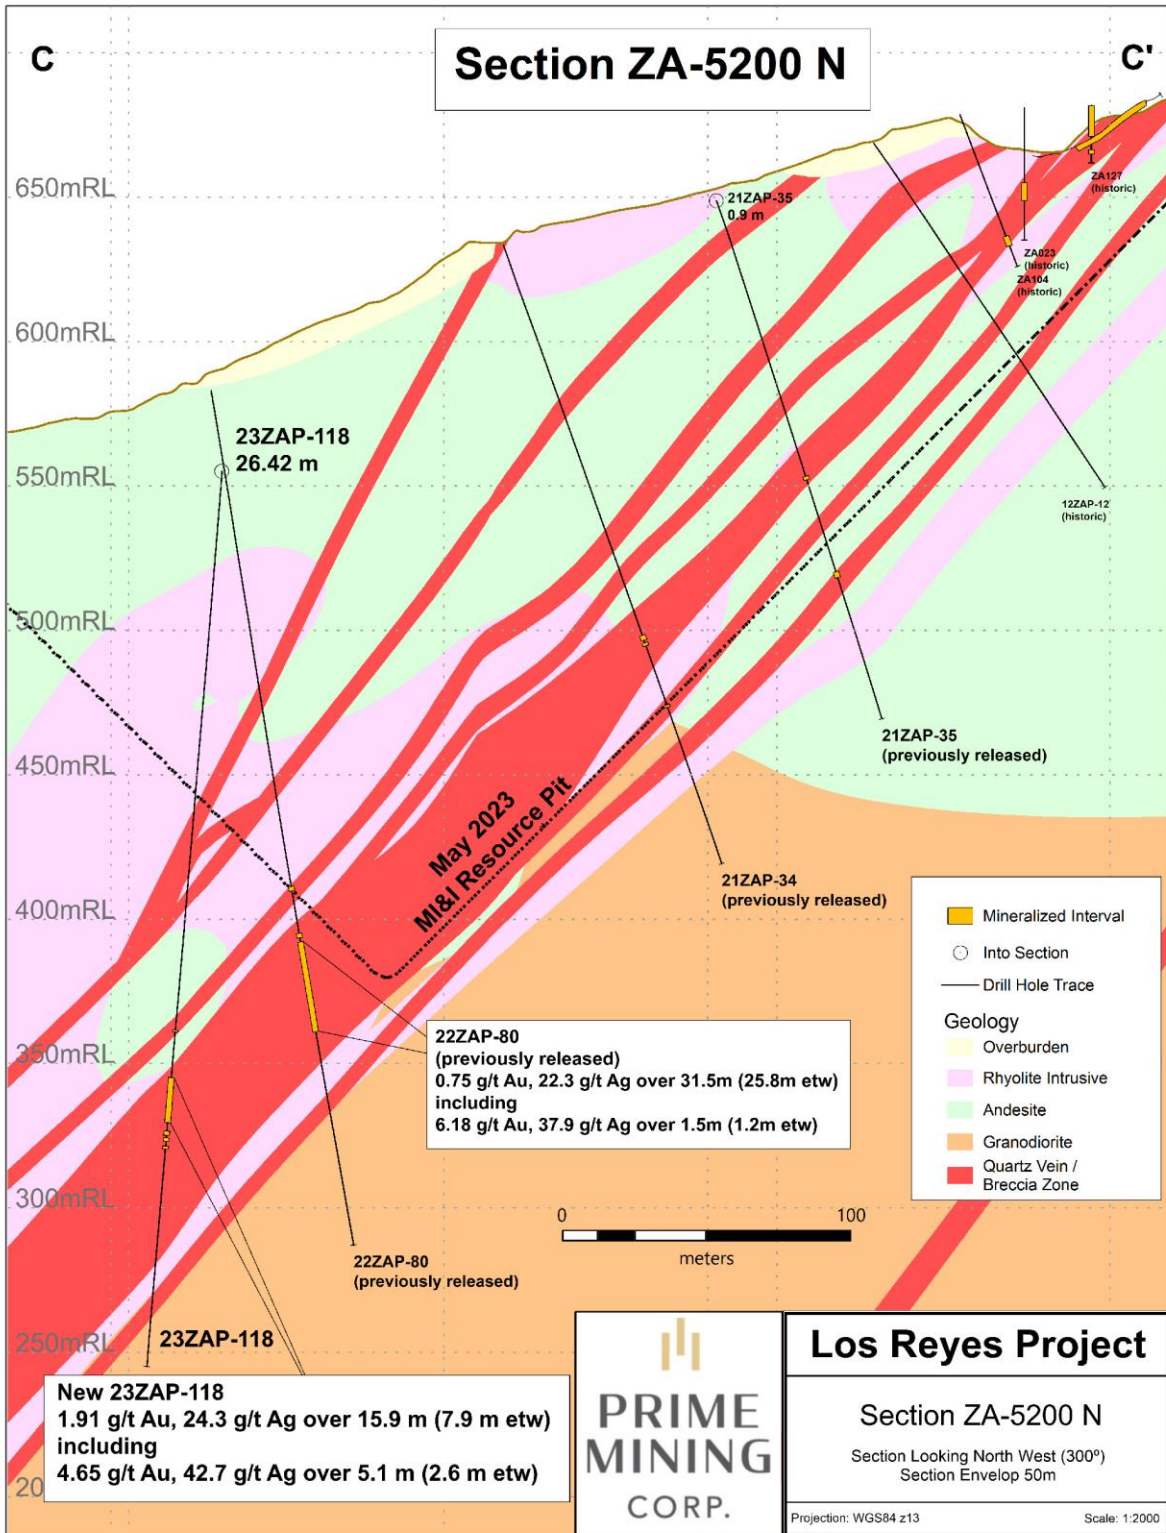 C
Section ZA-5200 N
C'
650mRL
600mRL
550mRL
500mRL
450mRL
400mRL
350mRL
300mRL
250mRL
20
21ZAP-35
0.9 m
ZA127
(historic)
ZA023
(historic)
ZA104
(historic)
12ZAP-12
(historic)
23ZAP-118
26.42 m
21ZAP-35
(previously released)
21ZAP-34
(previously released)
May 2023
MI&I Resource Pit
22ZAP-80
(previously released)
0.75 g/t Au, 22.3 g/t Ag over 31.5m (25.8m etw)
including
6.18 g/t Au, 37.9 g/t Ag over 1.5m (1.2m etw)
Mineralized Interval
Into Section
Drill Hole Trace
Geology
Overburden
Rhyolite Intrusive
Andesite
Granodiorite
Quartz Vein /
Breccia Zone
0
100
meters
22ZAP-80
(previously released)
23ZAP-118
New 23ZAP-118
1.91 g/t Au, 24.3 g/t Ag over 15.9 m (7.9 m etw)
including
4.65 g/t Au, 42.7 g/t Ag over 5.1 m (2.6 m etw)
PRIME
MINING
CORP.
Los Reyes Project
Section ZA-5200 N
Section Looking North West (300º)
Section Envelop 50m
Projection: WGS84 z13
Scale: 1:2000